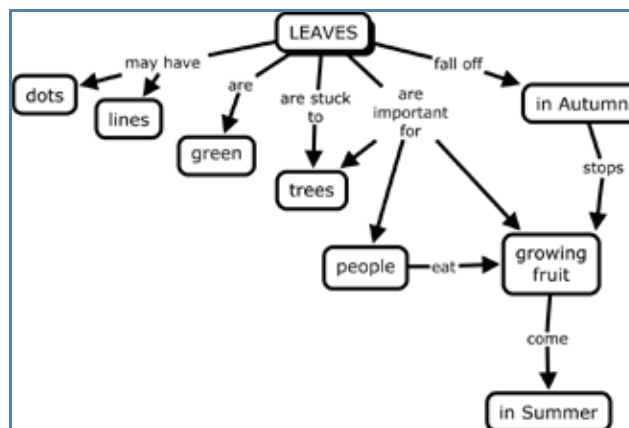 LEAVES
may have
fall off
are
dots
lines
are stuck
to
are
important
for
in Autumn
green
trees
stops
people
eat
growing
fruit
come
in Summer